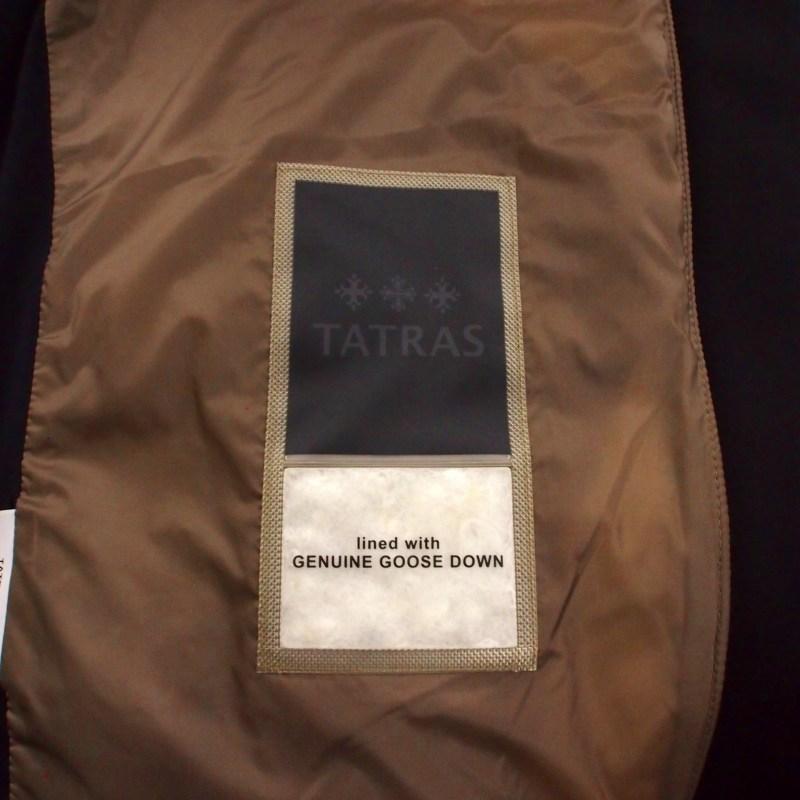 TATRAS
lined with
GENUINE GOOSE DOWN